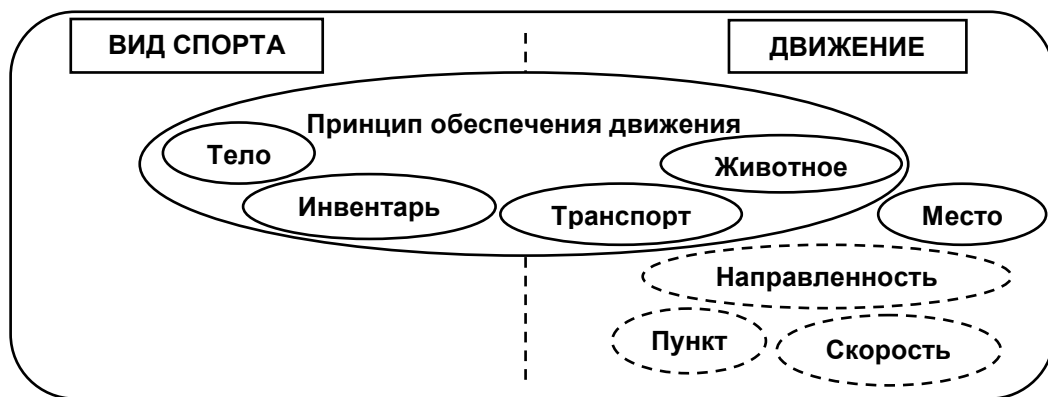 ВИД СПОРТА
ДВИЖЕНИЕ
Принцип обеспечения движения
Тело
Животное
Инвентарь
Транспорт
Место
Направленность
Пункт
Скорость